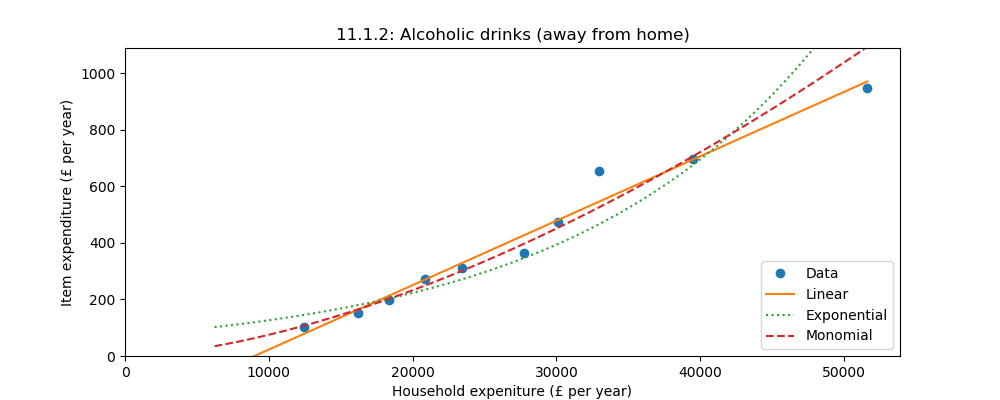 11.1.2: Alcoholic drinks (away from home)
Item expenditure (£ per year)
1000
800
600
400
200
0
0 10000 20000 30000 40000 50000
Household expeniture (£ per year)
Data
Linear
Exponential
Monomial